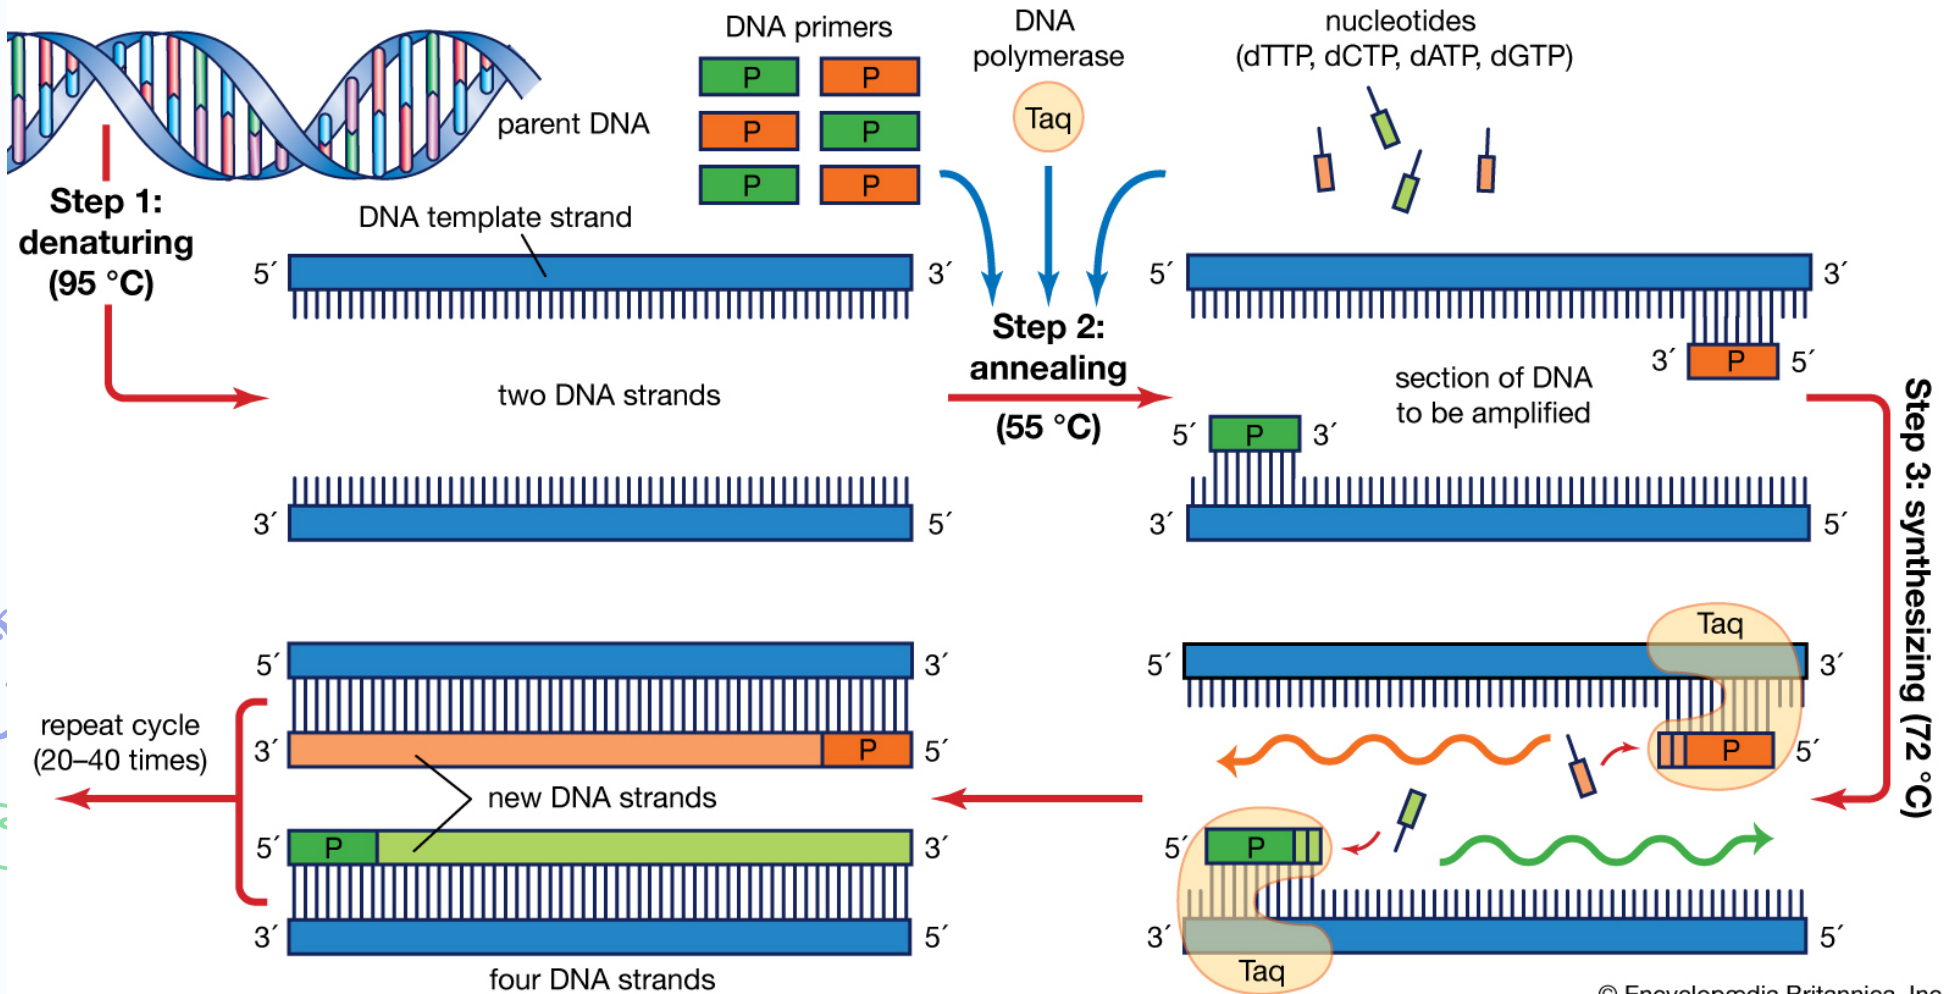 DNA primers
P P
P P
P P
DNA
polymerase
Taq
nucleotides
(dTTP, dCTP, dATP, dGTP)
parent DNA
Step 1:
denaturing
(95 °C)
DNA template strand
5′ 3′
two DNA strands
3′ 5′
Step 2:
annealing
(55 °C)
5′ 3′
3′ P 5′
section of DNA
to be amplified
5′ P 3′
3′ 5′
Step 3: synthesizing (72 °C)
Taq
5′ 3′
P 5′
5′ P
3′ 5′
Taq
5′ 3′
3′ P 5′
new DNA strands
5′ P 3′
3′ 5′
four DNA strands
repeat cycle
(20–40 times)
© Encyclopædia Britannica, Inc.